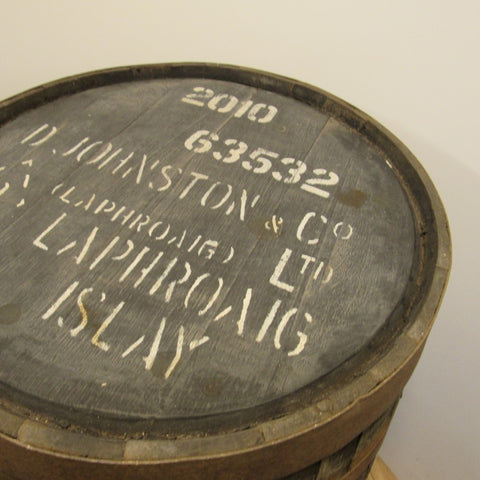 2010
63532
D JOHNSTON & Co
(LAPHROAIG) LTD
LAPHROAIG
ISLAY